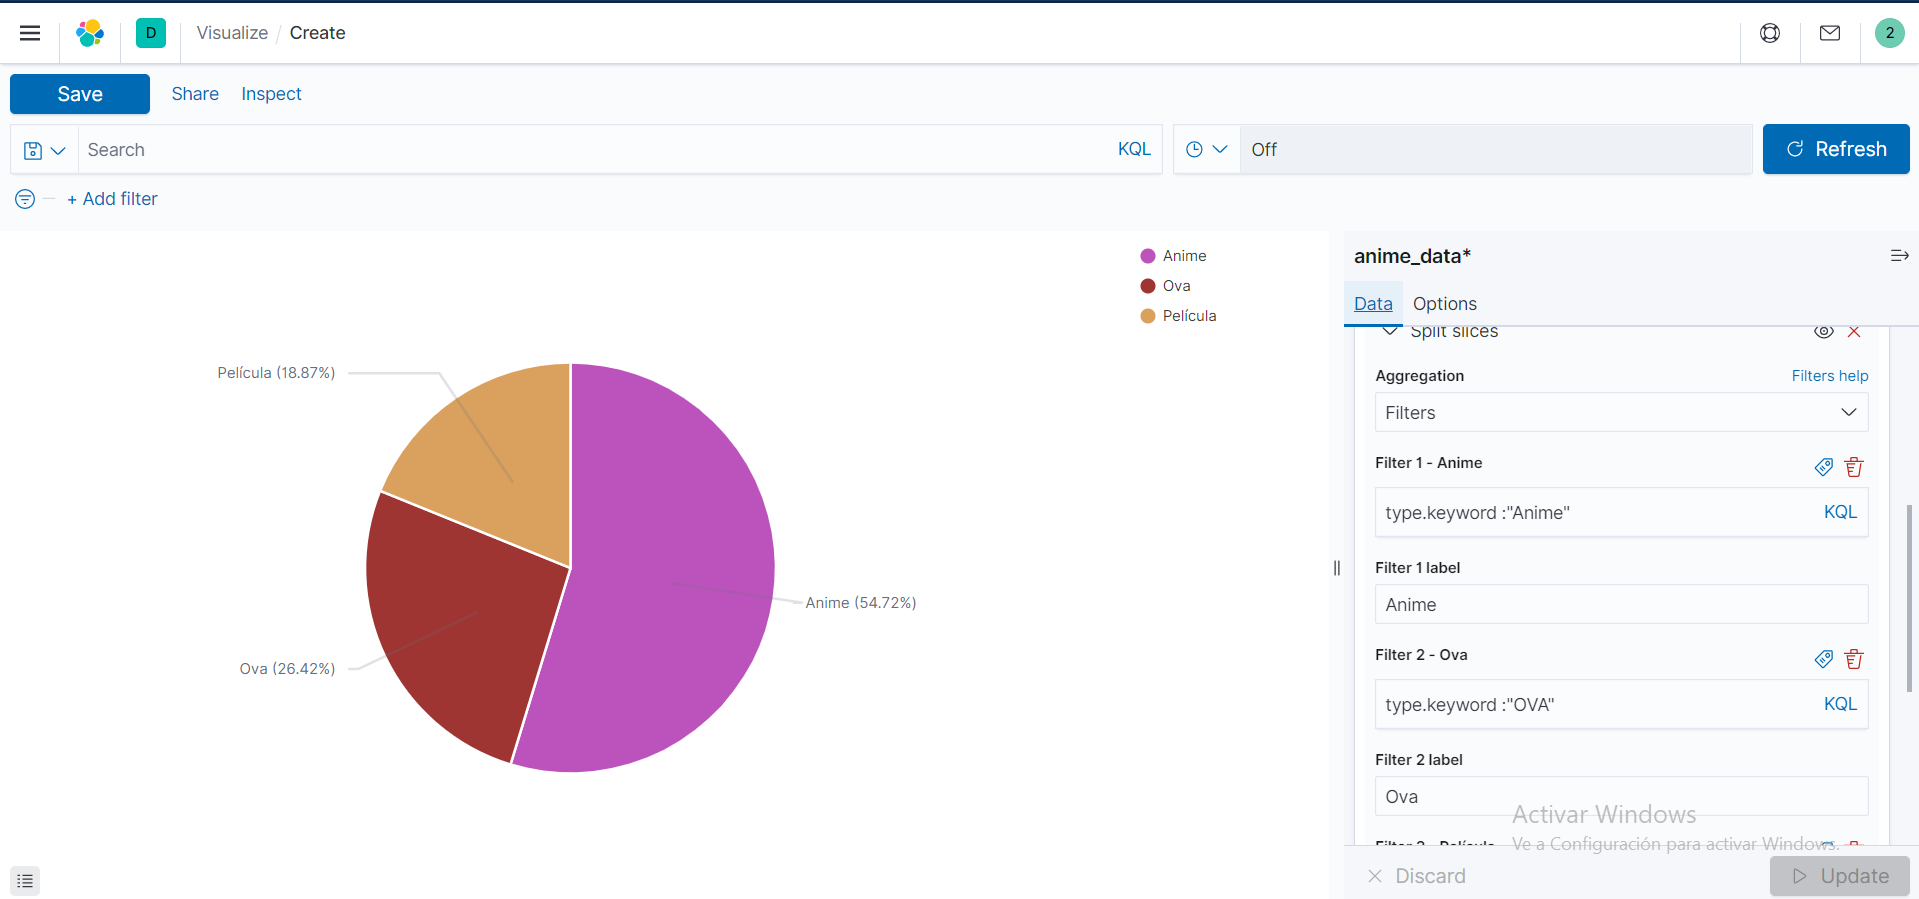 D Visualize / Create 2
Save Share Inspect
Search KQL Off Refresh
+ Add filter
Anime
Ova
Película
Película (18.87%)
Anime (54.72%)
Ova (26.42%)
anime_data*
Data Options
Split slices
Aggregation Filters help
Filters
Filter 1 - Anime
type.keyword :"Anime" KQL
Filter 1 label
Anime
Filter 2 - Ova
type.keyword :"OVA" KQL
Filter 2 label
Ova
Activar Windows
Filter 3 - Película
Ve a Configuración para activar Windows.
Discard Update